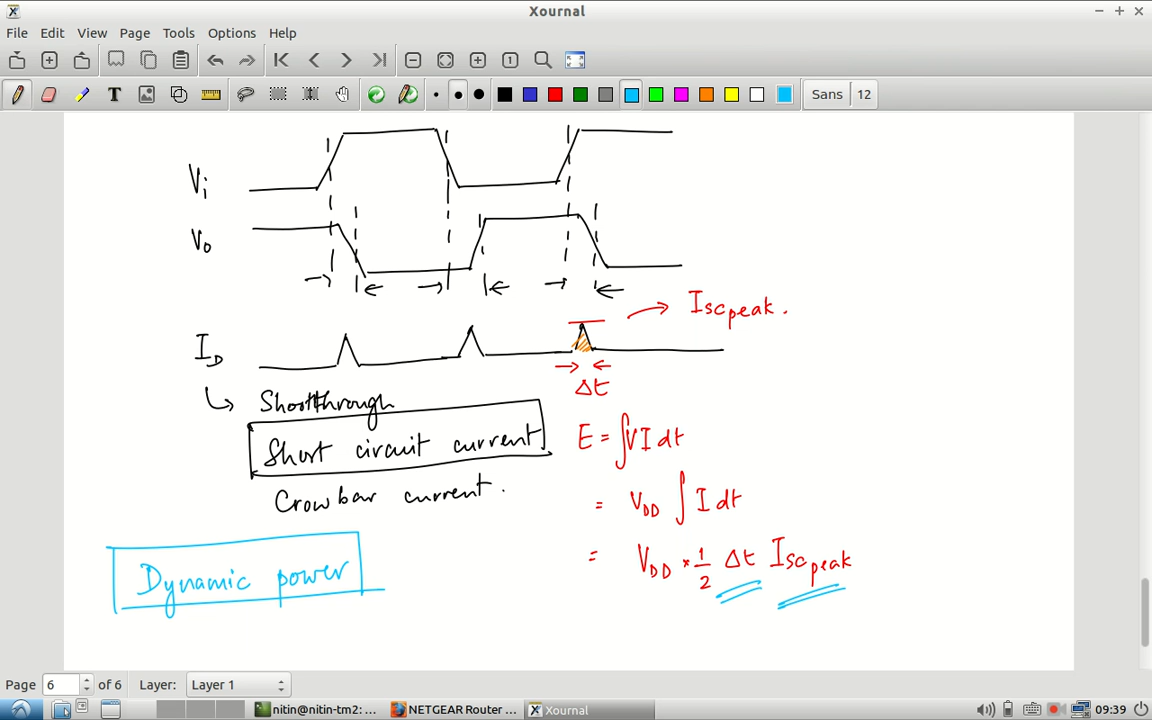 Xournal
File Edit View Page Tools Options Help
Sans 12
Vi
Vo
Iscpeak.
ID
Δt
Shootthrough
Short circuit current
E = ∫VI dt
Crowbar current.
= VDD ∫ I dt
= VDD × 1/2 Δt Iscpeak
Dynamic power
Page 6 of 6 Layer: Layer 1
nitin@nitin-tm2: ... NETGEAR Router ... Xournal 09:39